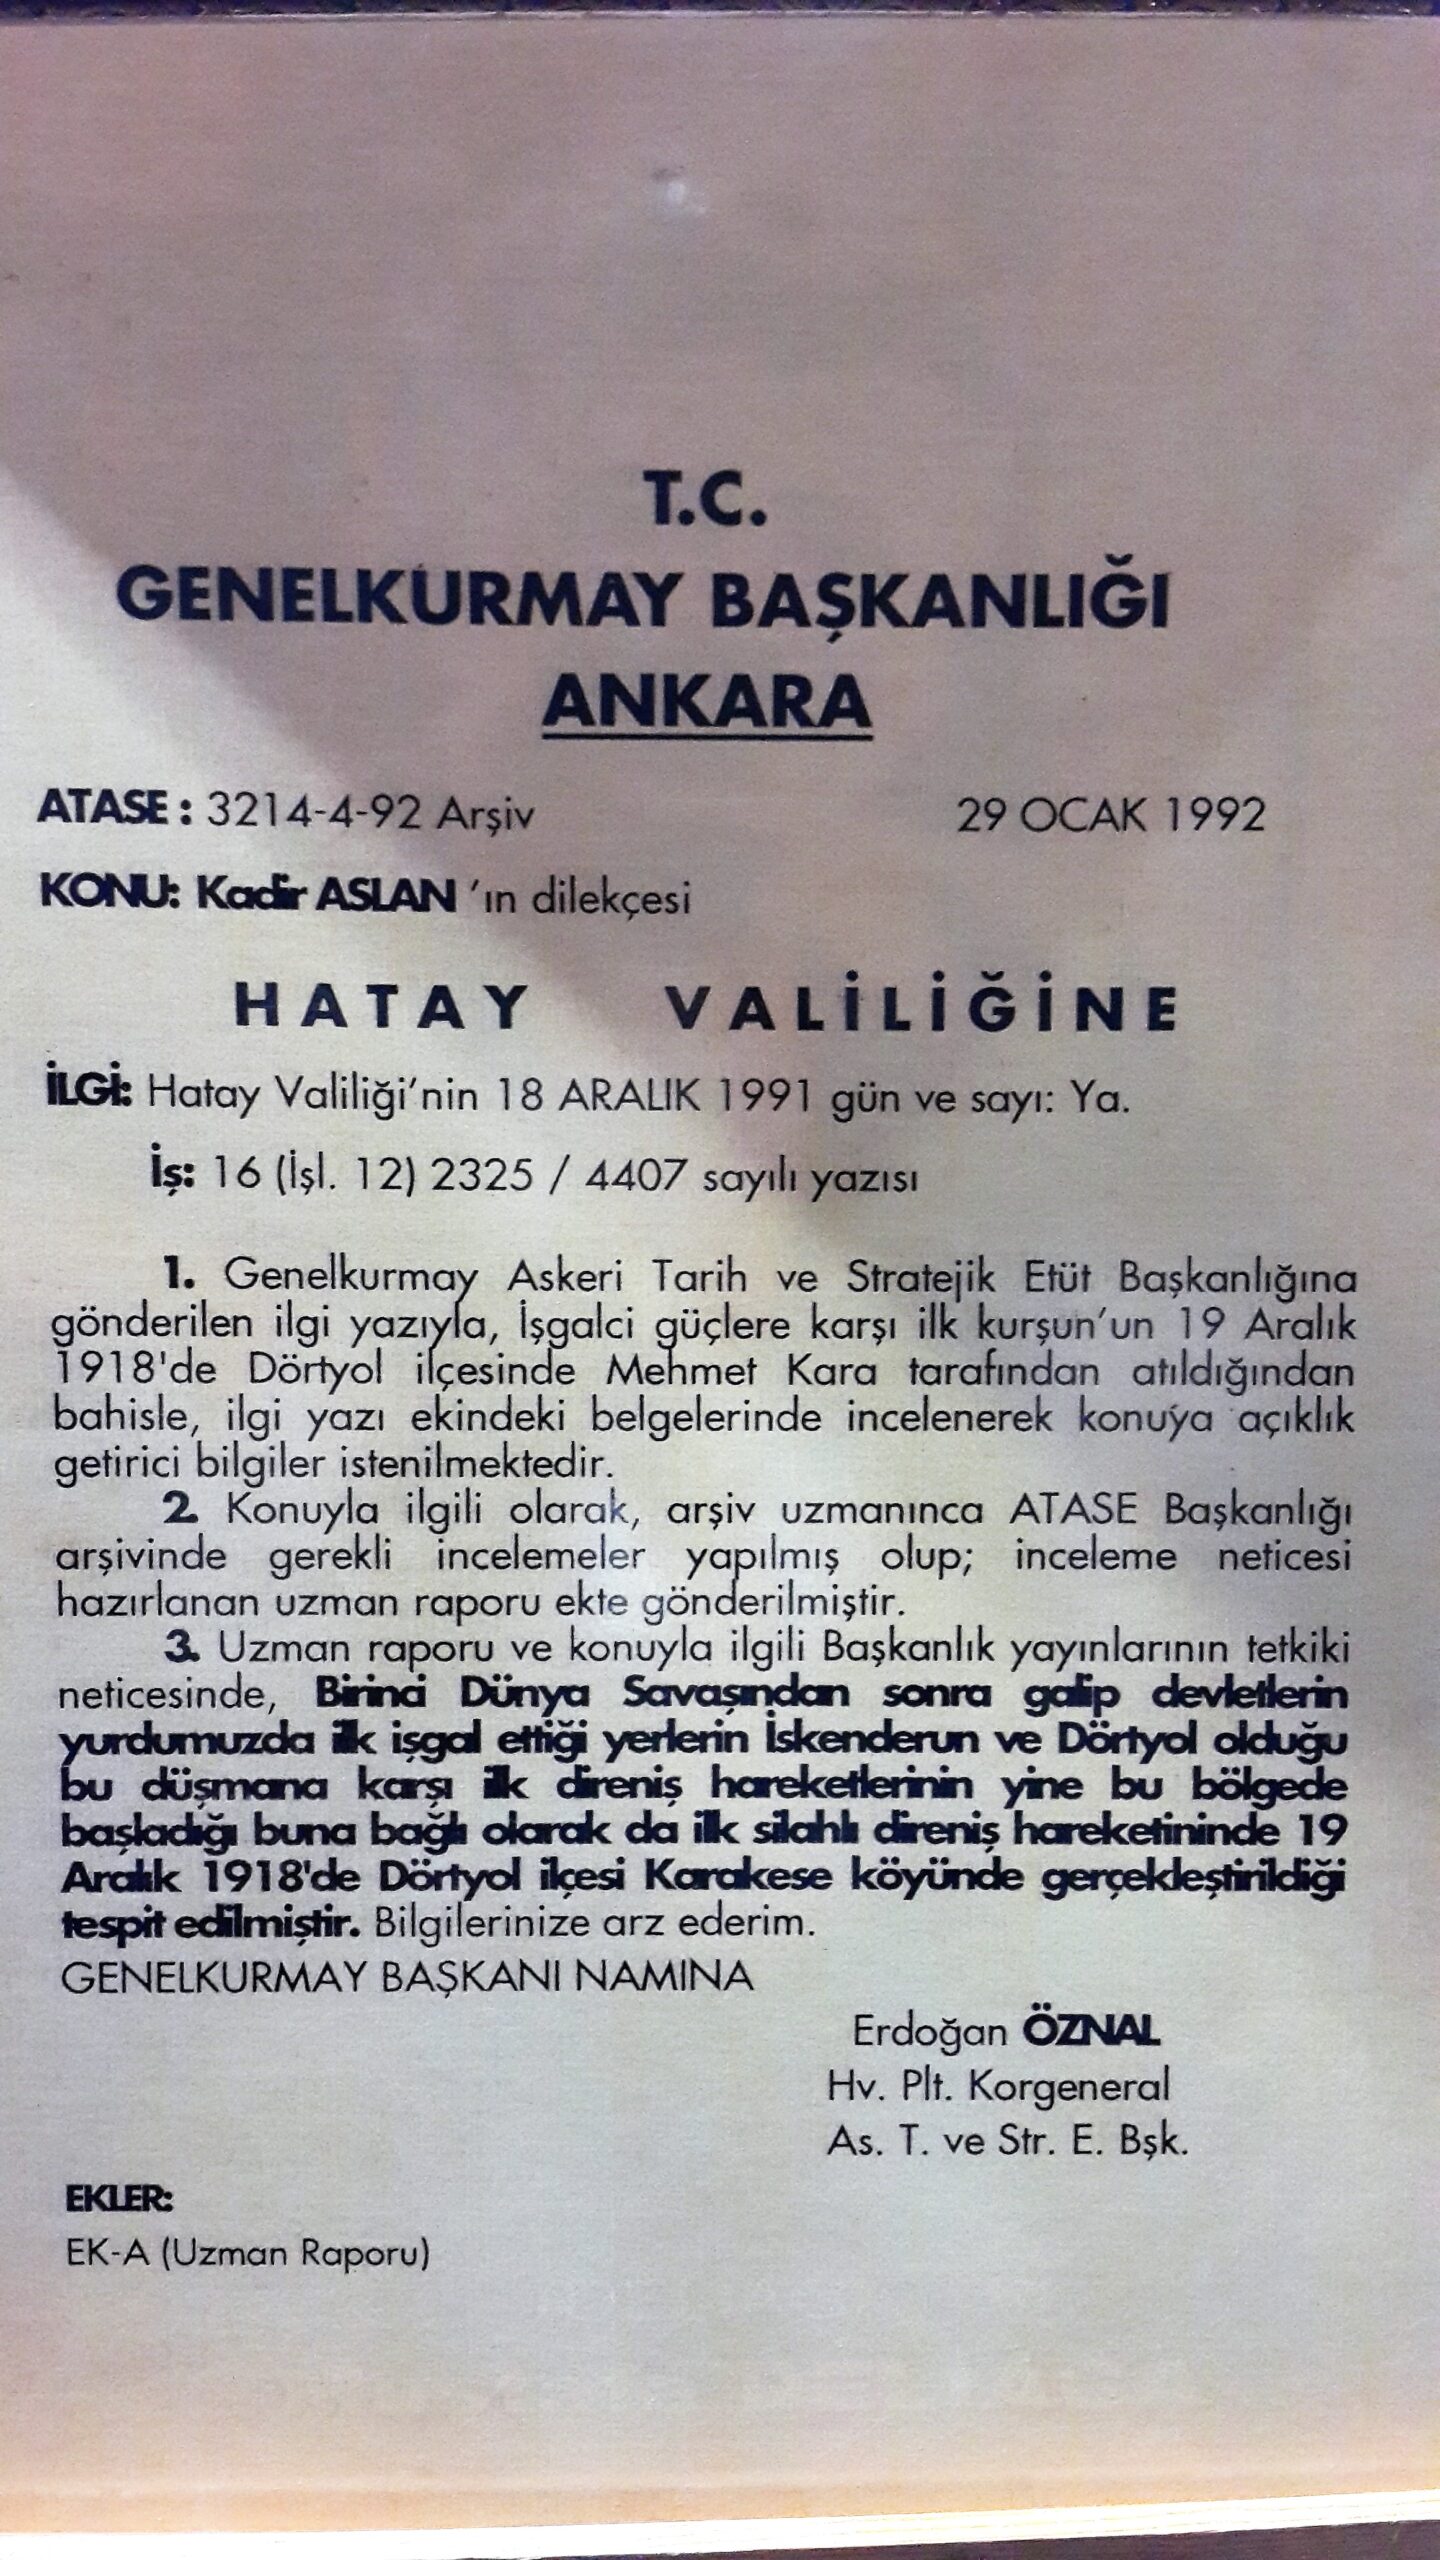 T.C.
GENELKURMAY BAŞKANLIĞI
ANKARA
ATASE : 3214-4-92 Arşiv 29 OCAK 1992
KONU: Kadir ASLAN 'ın dilekçesi
HATAY VALİLİĞİNE
İLGİ: Hatay Valiliği'nin 18 ARALIK 1991 gün ve sayı: Ya.
İş: 16 (İşl. 12) 2325 / 4407 sayılı yazısı
1. Genelkurmay Askeri Tarih ve Stratejik Etüt Başkanlığına
gönderilen ilgi yazıyla, İşgalci güçlere karşı ilk kurşun'un 19 Aralık
1918'de Dörtyol ilçesinde Mehmet Kara tarafından atıldığından
bahisle, ilgi yazı ekindeki belgelerinde incelenerek konuya açıklık
getirici bilgiler istenilmektedir.
2. Konuyla ilgili olarak, arşiv uzmanınca ATASE Başkanlığı
arşivinde gerekli incelemeler yapılmış olup; inceleme neticesi
hazırlanan uzman raporu ekte gönderilmiştir.
3. Uzman raporu ve konuyla ilgili Başkanlık yayınlarının tetkiki
neticesinde, Birinci Dünya Savaşından sonra galip devletlerin
yurdumuzda ilk işgal ettiği yerlerin İskenderun ve Dörtyol olduğu
bu düşmana karşı ilk direniş hareketlerinin yine bu bölgede
başladığı buna bağlı olarak da ilk silahlı direniş hareketininde 19
Aralık 1918'de Dörtyol ilçesi Karakese köyünde gerçekleştirildiği
tespit edilmiştir. Bilgilerinize arz ederim.
GENELKURMAY BAŞKANI NAMINA
Erdoğan ÖZNAL
Hv. Plt. Korgeneral
As. T. ve Str. E. Bşk.
EKLER:
EK-A (Uzman Raporu)